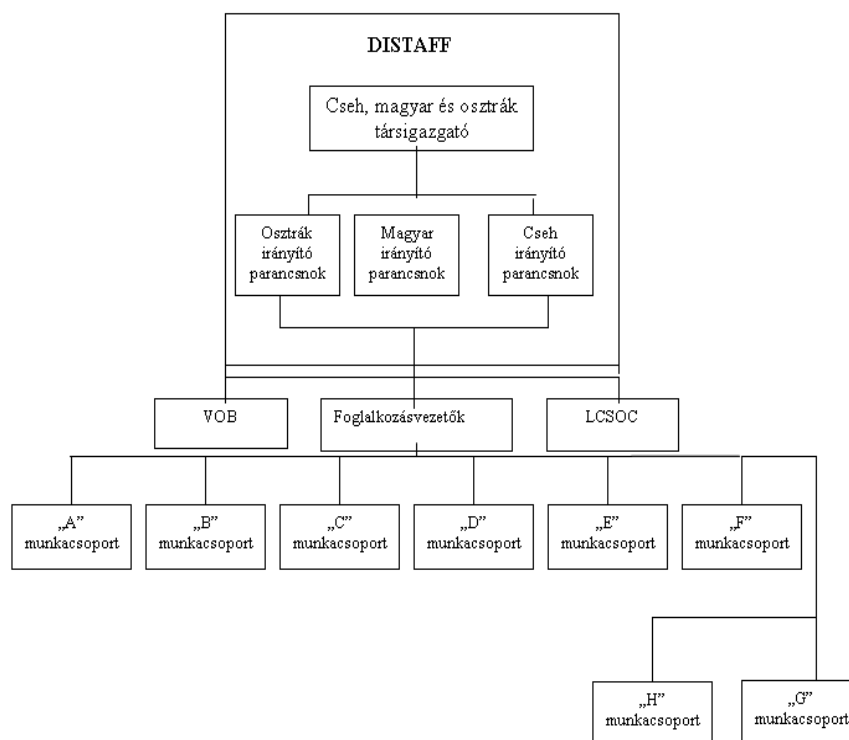 DISTAFF
Cseh, magyar és osztrák
társigazgató
Osztrák
irányító
parancsnok
Magyar
irányító
parancsnok
Cseh
irányító
parancsnok
VOB
Foglalkozásvezetők
LCSOC
„A”
munkacsoport
„B”
munkacsoport
„C”
munkacsoport
„D”
munkacsoport
„E”
munkacsoport
„F”
munkacsoport
„H”
munkacsoport
„G”
munkacsoport